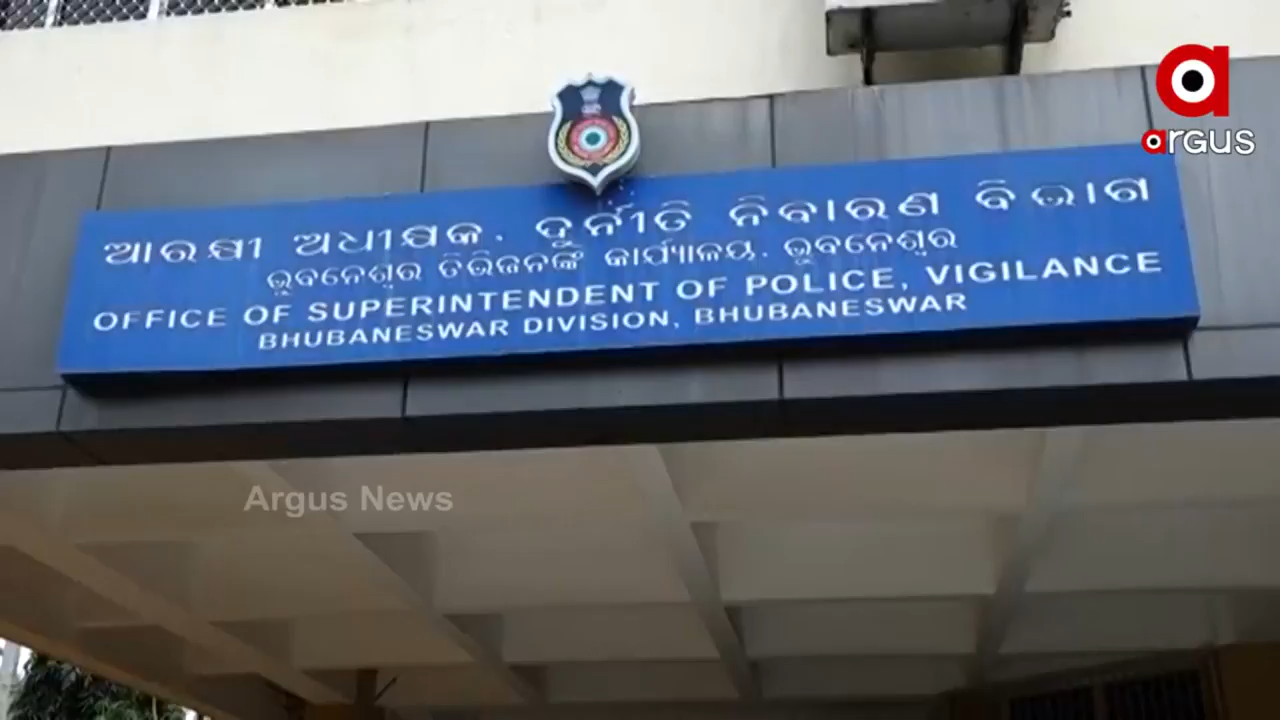 argus
ଆରକ୍ଷୀ ଅଧୀକ୍ଷକ, ଦୁର୍ନୀତି ନିବାରଣ ବିଭାଗ
ଭୁବନେଶ୍ୱର ଡିଭିଜନଙ୍କ କାର୍ଯ୍ୟାଳୟ, ଭୁବନେଶ୍ୱର
OFFICE OF SUPERINTENDENT OF POLICE, VIGILANCE
BHUBANESWAR DIVISION, BHUBANESWAR
Argus News